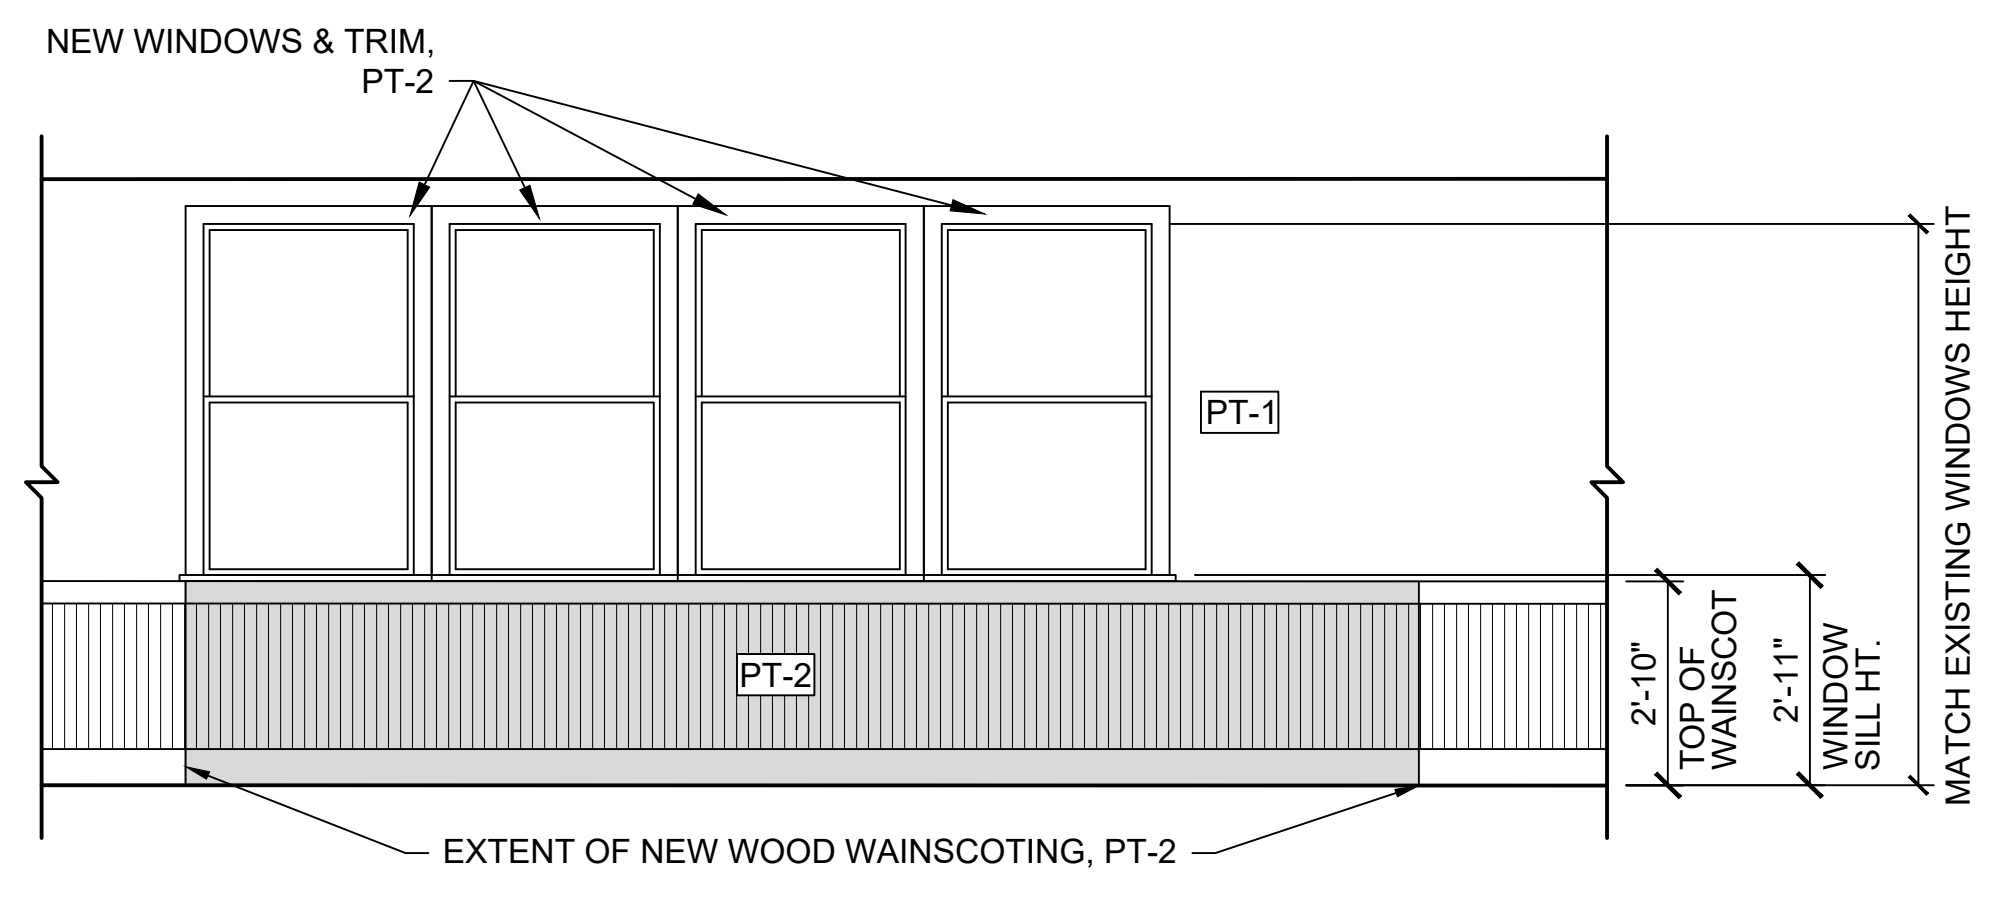 NEW WINDOWS & TRIM,
PT-2
PT-1
PT-2
2'-10"
TOP OF
WAINSCOT
2'-11"
WINDOW
SILL HT.
MATCH EXISTING WINDOWS HEIGHT
EXTENT OF NEW WOOD WAINSCOTING, PT-2